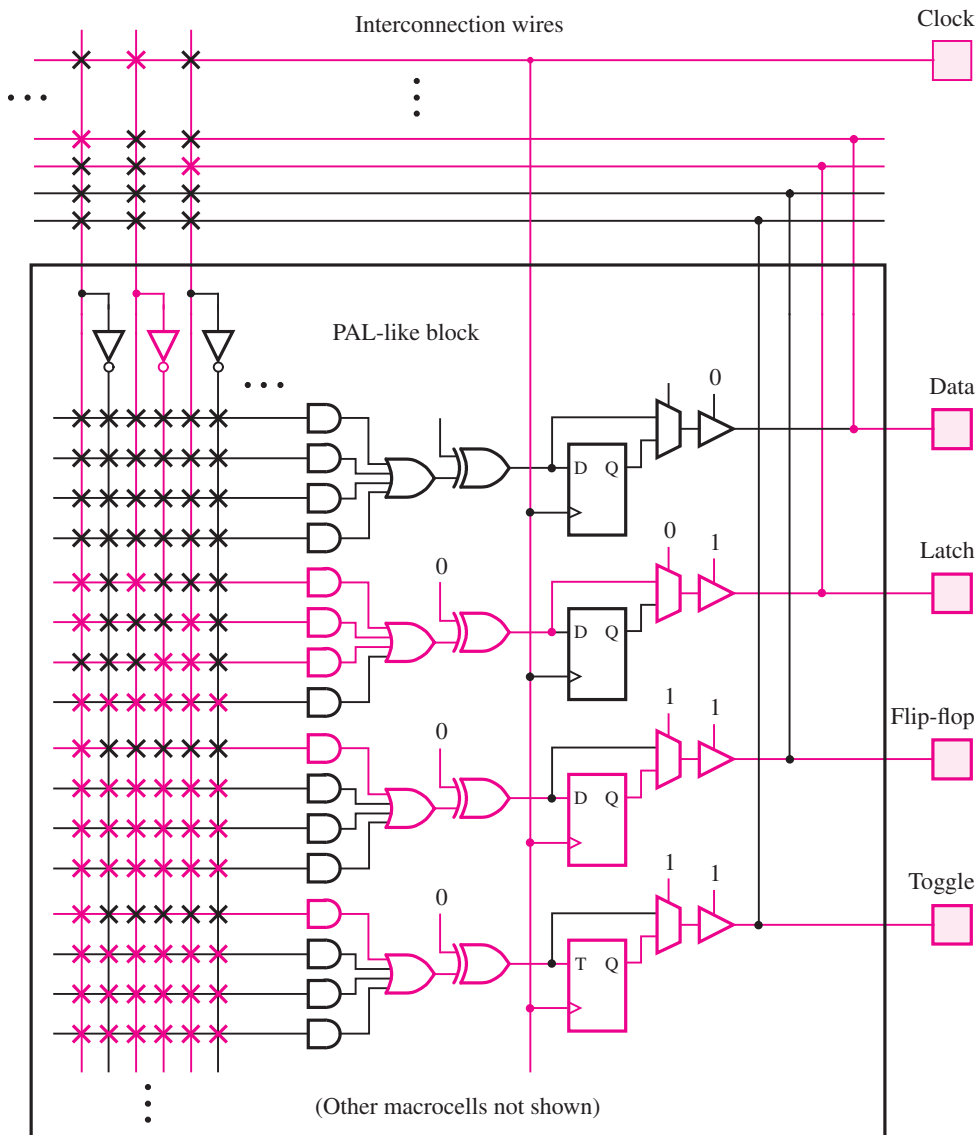 Clock
Interconnection wires
PAL-like block
0
Data
D Q
0 1
Latch
0
D Q
1 1
Flip-flop
0
D Q
1 1
Toggle
0
T Q
(Other macrocells not shown)